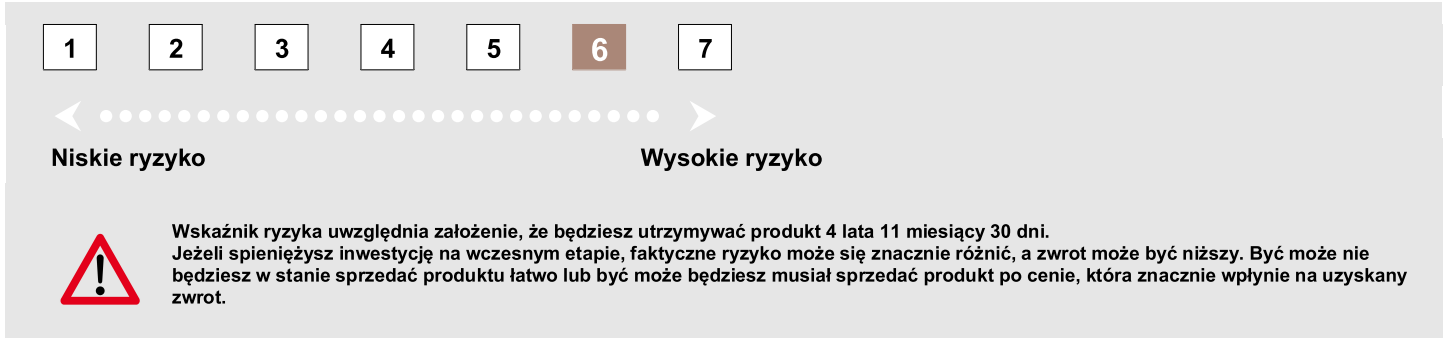 1 2 3 4 5 6 7
Niskie ryzyko Wysokie ryzyko
Wskaźnik ryzyka uwzględnia założenie, że będziesz utrzymywać produkt 4 lata 11 miesiący 30 dni.
Jeżeli spieniężysz inwestycję na wczesnym etapie, faktyczne ryzyko może się znacznie różnić, a zwrot może być niższy. Być może nie
będziesz w stanie sprzedać produktu łatwo lub być może będziesz musiał sprzedać produkt po cenie, która znacznie wpłynie na uzyskany
zwrot.